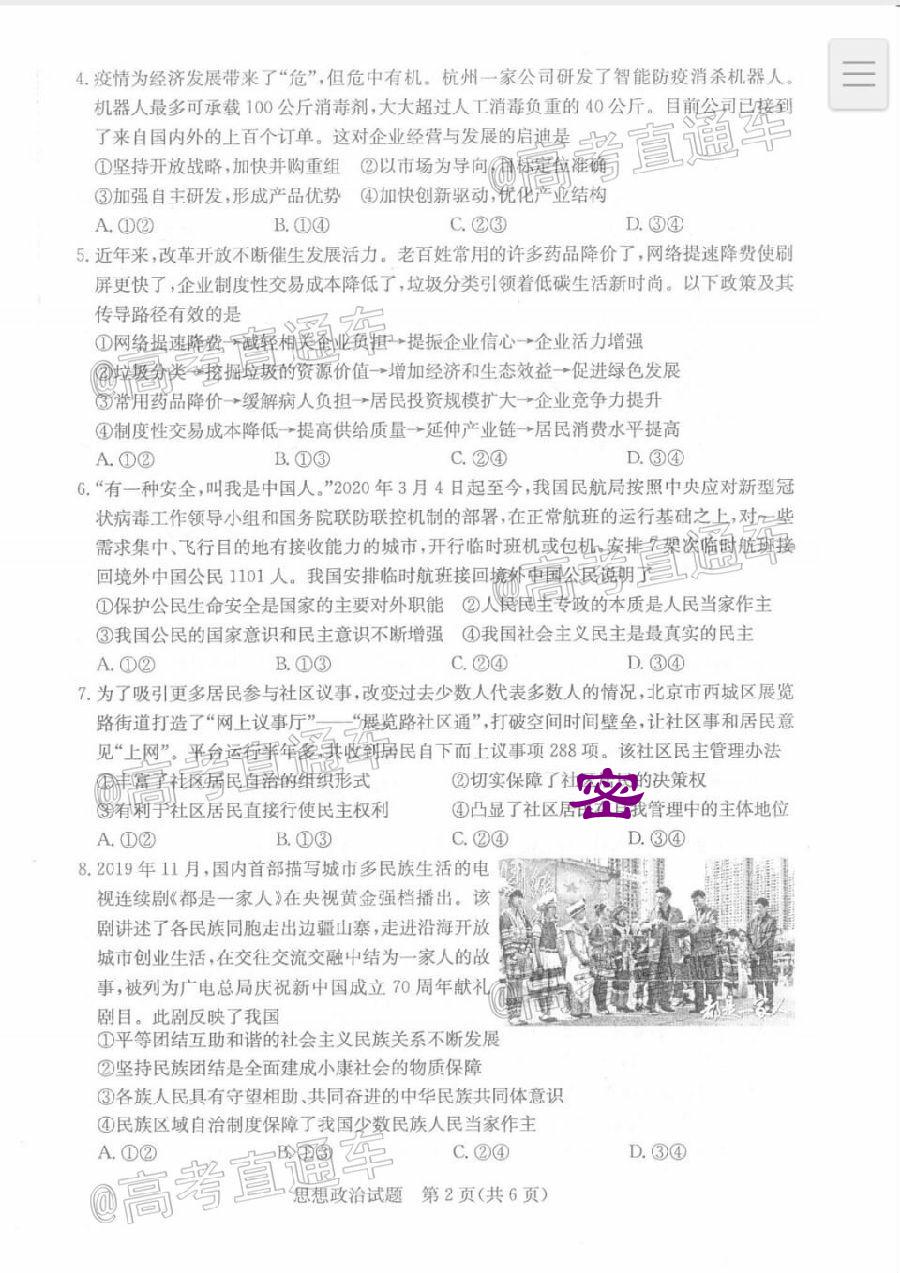 4. 疫情为经济发展带来了“危”,但危中有机。杭州一家公司研发了智能防疫消杀机器人。
机器人最多可承载 100 公斤消毒剂,大大超过人工消毒负重的 40 公斤。目前公司已接到
了来自国内外的上百个订单。这对企业经营与发展的启迪是
①坚持开放战略,加快并购重组 ②以市场为导向,目标定位准确
③加强自主研发,形成产品优势 ④加快创新驱动,优化产业结构
A. ①② B. ①④ C. ②③ D. ③④
5. 近年来,改革开放不断催生发展活力。老百姓常用的许多药品降价了,网络提速降费使刷
屏更快了,企业制度性交易成本降低了,垃圾分类引领着低碳生活新时尚。以下政策及其
传导路径有效的是
①网络提速降费→减轻相关企业负担→提振企业信心→企业活力增强
②垃圾分类→挖掘垃圾的资源价值→增加经济和生态效益→促进绿色发展
③常用药品降价→缓解病人负担→居民投资规模扩大→企业竞争力提升
④制度性交易成本降低→提高供给质量→延伸产业链→居民消费水平提高
A. ①② B. ①③ C. ②④ D. ③④
6. “有一种安全,叫我是中国人。”2020 年 3 月 4 日起至今,我国民航局按照中央应对新型冠
状病毒工作领导小组和国务院联防联控机制的部署,在正常航班的运行基础之上,对一些
需求集中、飞行目的地有接收能力的城市,开行临时班机或包机、安排 7 架次临时航班接
回境外中国公民 1101 人。我国安排临时航班接回境外中国公民说明了
①保护公民生命安全是国家的主要对外职能 ②人民民主专政的本质是人民当家作主
③我国公民的国家意识和民主意识不断增强 ④我国社会主义民主是最真实的民主
A. ①② B. ①③ C. ②④ D. ③④
7. 为了吸引更多居民参与社区议事,改变过去少数人代表多数人的情况,北京市西城区展览
路街道打造了“网上议事厅”——“展览路社区通”,打破空间时间壁垒,让社区事和居民意
见“上网”。平台运行半年多,共收到居民自下而上议事项 288 项。该社区民主管理办法
①丰富了社区居民自治的组织形式 ②切实保障了社 的决策权
③有利于社区居民直接行使民主权利 ④凸显了社区居 我管理中的主体地位
密
A. ①② B. ①③ C. ②④ D. ③④
8. 2019 年 11 月,国内首部描写城市多民族生活的电
视连续剧《都是一家人》在央视黄金强档播出。该
剧讲述了各民族同胞走出边疆山寨,走进沿海开放
城市创业生活,在交往交流交融中结为一家人的故
事,被列为广电总局庆祝新中国成立 70 周年献礼
剧目。此剧反映了我国
都是一家人
①平等团结互助和谐的社会主义民族关系不断发展
②坚持民族团结是全面建成小康社会的物质保障
③各族人民具有守望相助、共同奋进的中华民族共同体意识
④民族区域自治制度保障了我国少数民族人民当家作主
A. ①② B. ①③ C. ②④ D. ③④
思想政治试题 第 2 页(共 6 页)
@高考直通车
@高考直通车
@高考直通车
@高考直通车
@高考直通车
@高考直通车